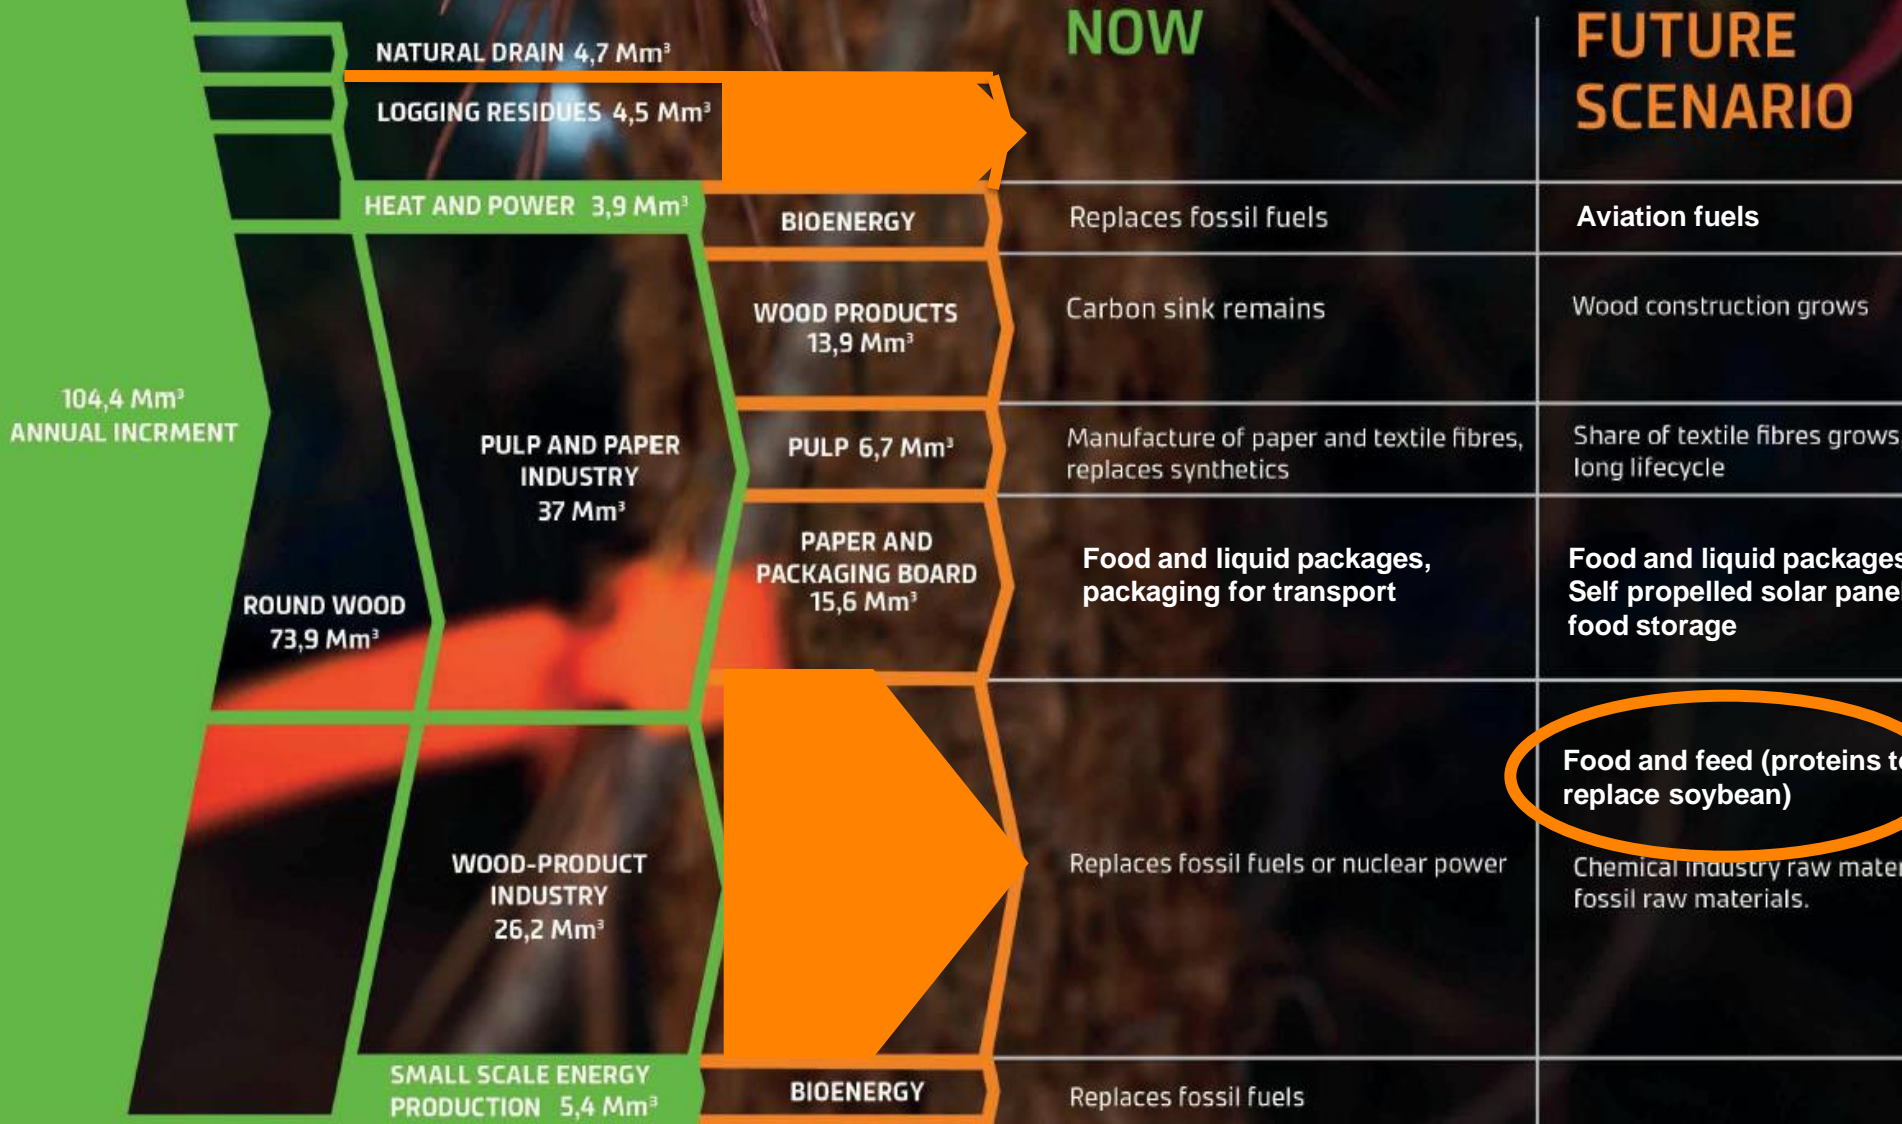 NOW
FUTURE
SCENARIO
NATURAL DRAIN 4,7 Mm³
LOGGING RESIDUES 4,5 Mm³
HEAT AND POWER 3,9 Mm³
BIOENERGY
Replaces fossil fuels
Aviation fuels
WOOD PRODUCTS
13,9 Mm³
Carbon sink remains
Wood construction grows
104,4 Mm³
ANNUAL INCRMENT
PULP AND PAPER
INDUSTRY
37 Mm³
PULP 6,7 Mm³
Manufacture of paper and textile fibres,
replaces synthetics
Share of textile fibres grows
long lifecycle
PAPER AND
PACKAGING BOARD
15,6 Mm³
Food and liquid packages,
packaging for transport
Food and liquid packages
Self propelled solar
food storage
ROUND WOOD
73,9 Mm³
Food and feed (proteins
replace soybean)
WOOD-PRODUCT
INDUSTRY
26,2 Mm³
Replaces fossil fuels or nuclear power
Chemical industry raw
fossil raw materials.
SMALL SCALE ENERGY
PRODUCTION 5,4 Mm³
BIOENERGY
Replaces fossil fuels